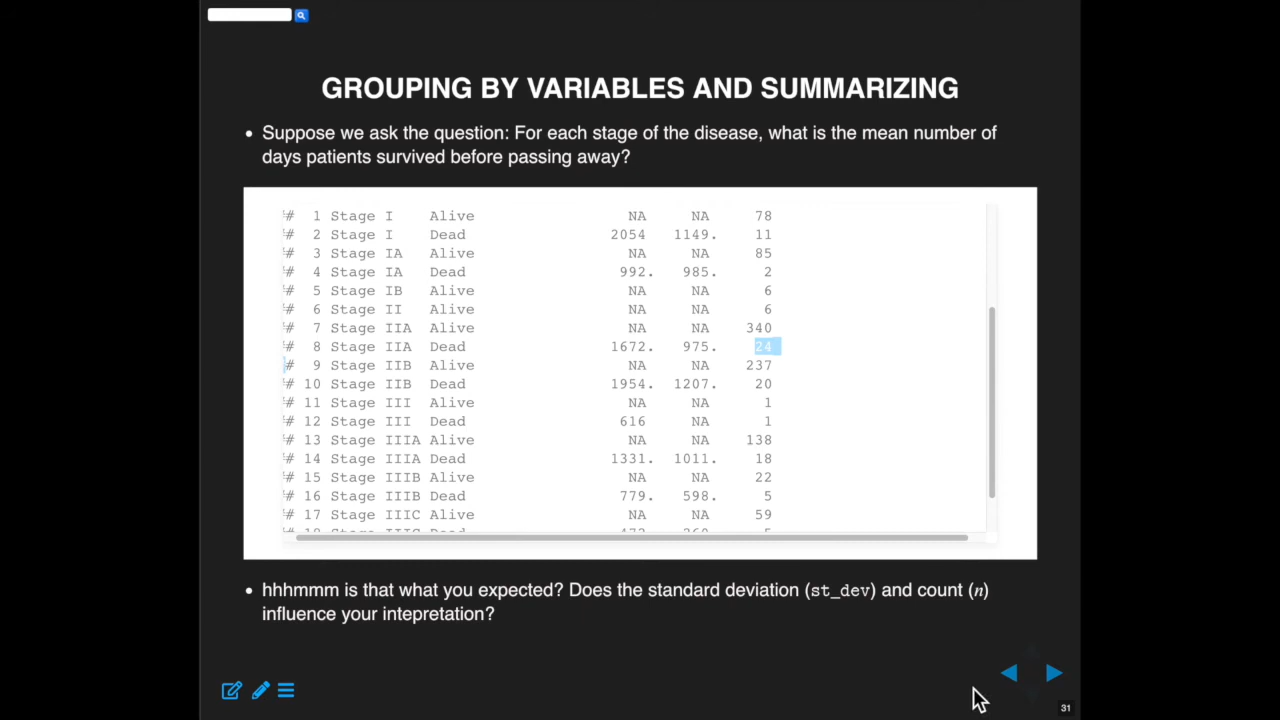 GROUPING BY VARIABLES AND SUMMARIZING
• Suppose we ask the question: For each stage of the disease, what is the mean number of
days patients survived before passing away?
# 1 Stage I Alive NA NA 78
# 2 Stage I Dead 2054 1149. 11
# 3 Stage IA Alive NA NA 85
# 4 Stage IA Dead 992. 985. 2
# 5 Stage IB Alive NA NA 6
# 6 Stage II Alive NA NA 6
# 7 Stage IIA Alive NA NA 340
# 8 Stage IIA Dead 1672. 975. 24
# 9 Stage IIB Alive NA NA 237
# 10 Stage IIB Dead 1954. 1207. 20
# 11 Stage III Alive NA NA 1
# 12 Stage III Dead 616 NA 1
# 13 Stage IIIA Alive NA NA 138
# 14 Stage IIIA Dead 1331. 1011. 18
# 15 Stage IIIB Alive NA NA 22
# 16 Stage IIIB Dead 779. 598. 5
# 17 Stage IIIC Alive NA NA 59
• hhhmmm is that what you expected? Does the standard deviation (st_dev) and count (n)
influence your intepretation?
31